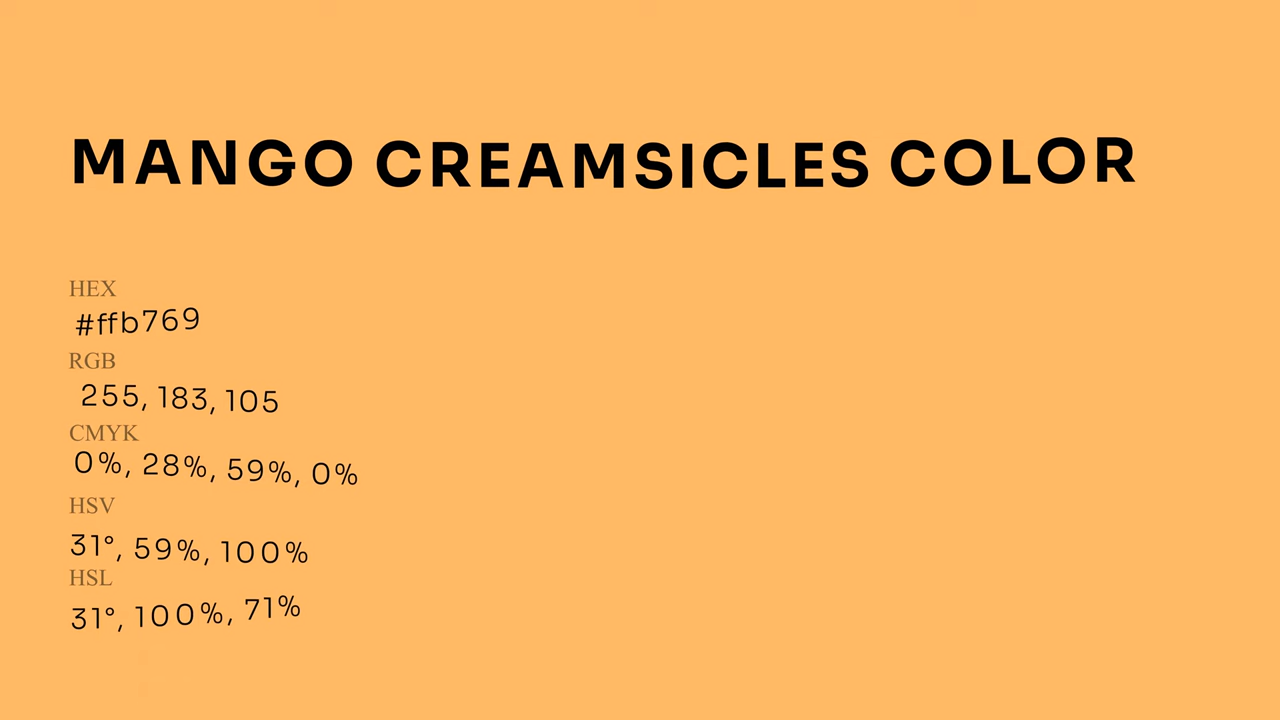 MANGO CREAMSICLES COLOR
HEX
#ffb769
RGB
255, 183, 105
CMYK
0%, 28%, 59%, 0%
HSV
31°, 59%, 100%
HSL
31°, 100%, 71%